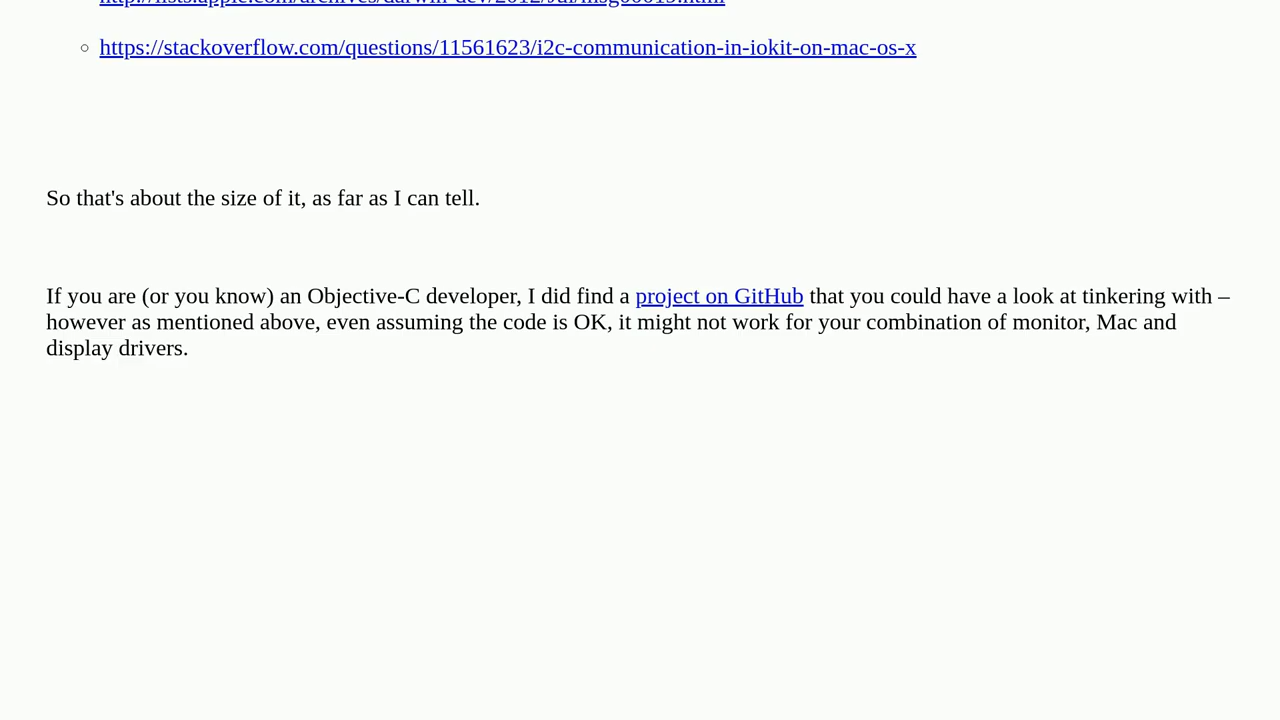 https://stackoverflow.com/questions/11561623/i2c-communication-in-iokit-on-mac-os-x
So that's about the size of it, as far as I can tell.
If you are (or you know) an Objective-C developer, I did find a project on GitHub that you could have a look at tinkering with –
however as mentioned above, even assuming the code is OK, it might not work for your combination of monitor, Mac and
display drivers.